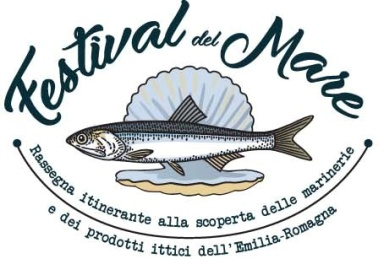 Festival del Mare
Rassegna itinerante alla scoperta delle marinerie
e dei prodotti ittici dell'Emilia-Romagna